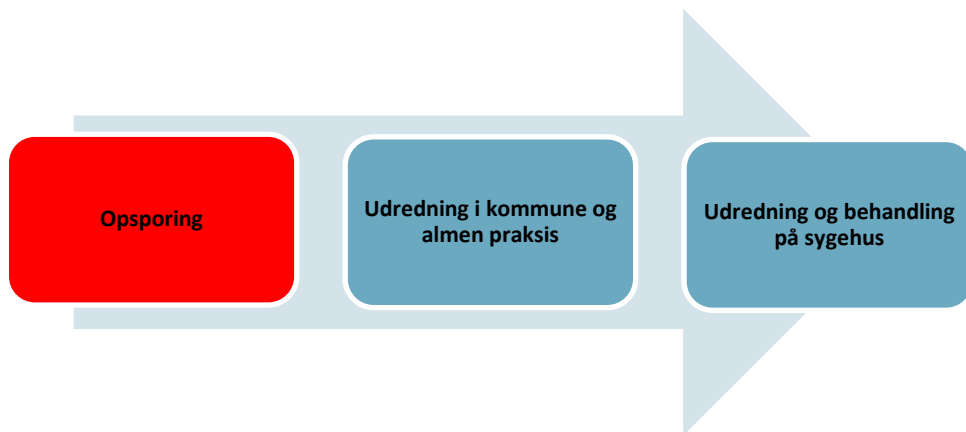 Opsporing
Udredning i kommune og
almen praksis
Udredning og behandling
på sygehus